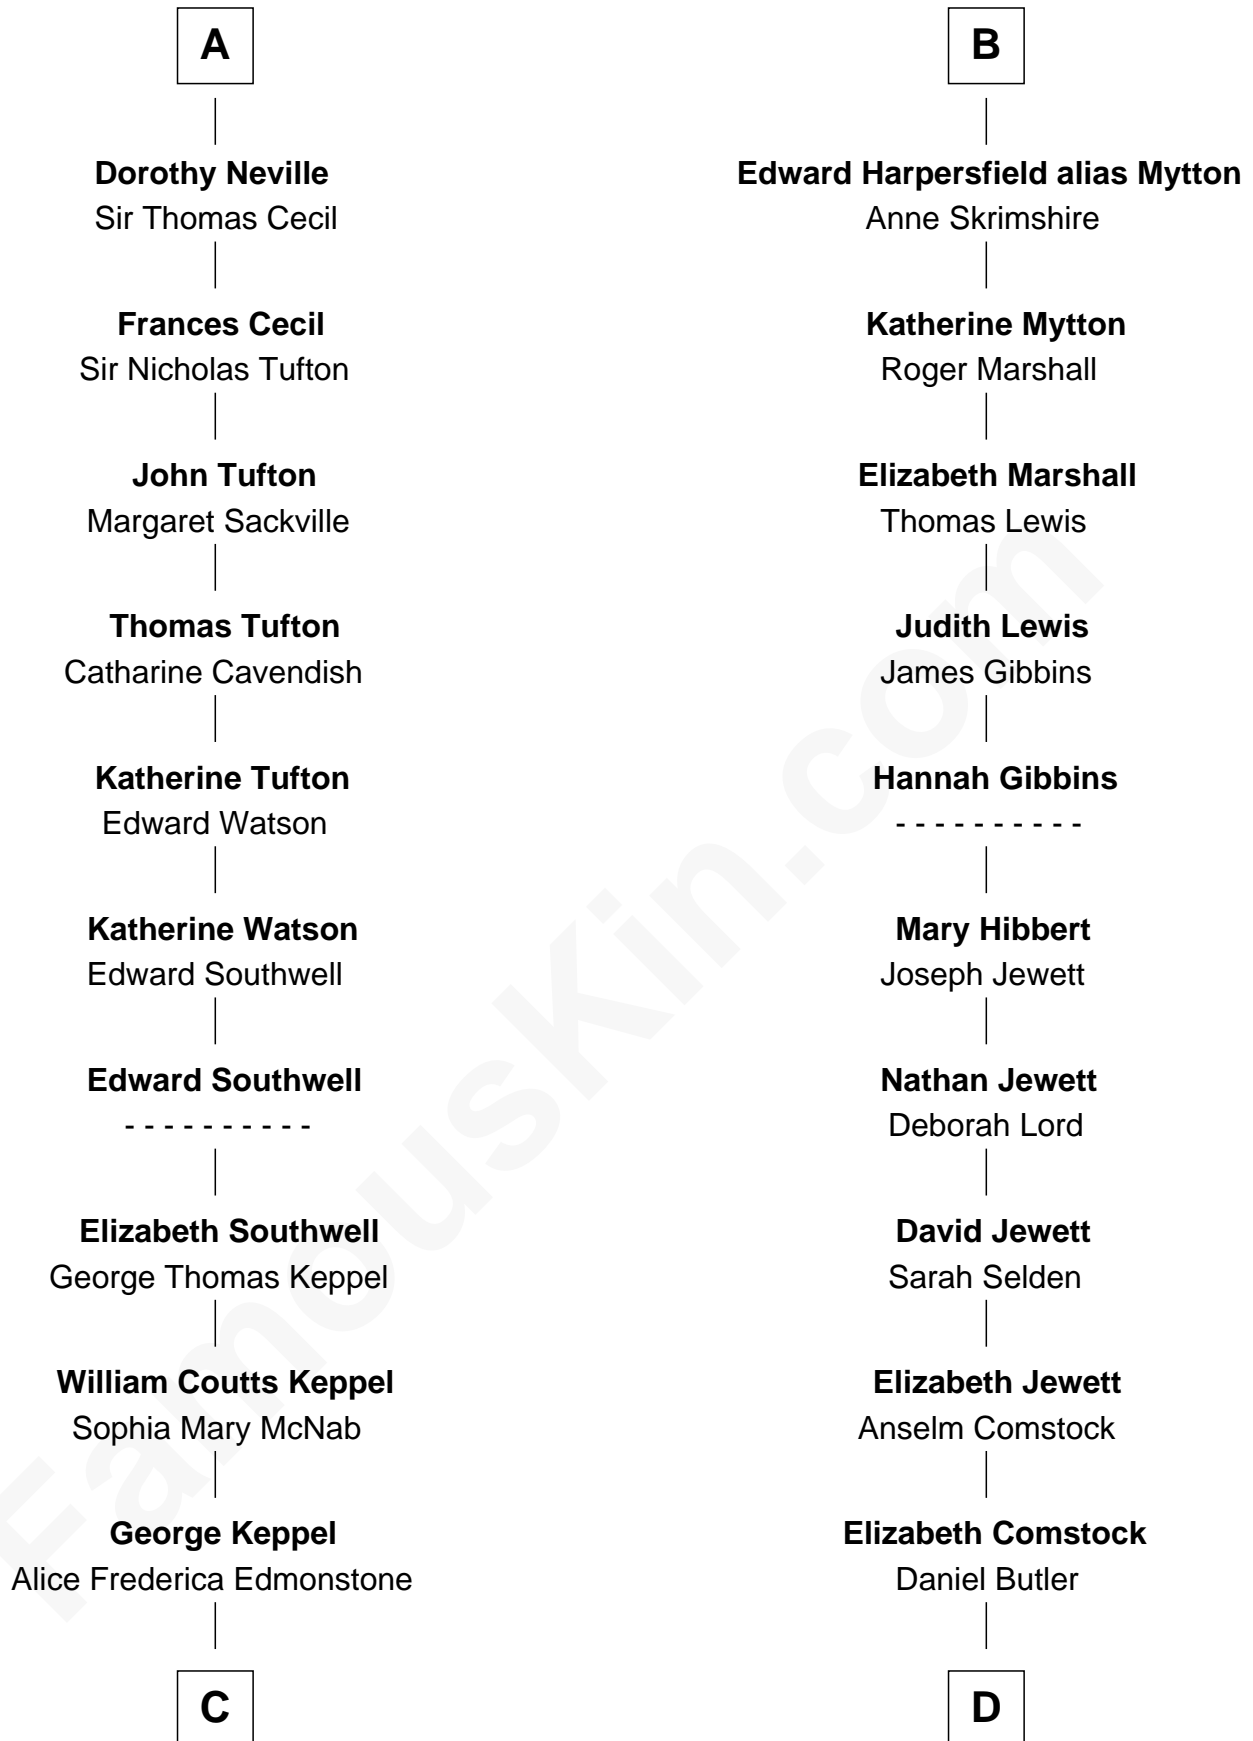 A
Dorothy Neville
Sir Thomas Cecil
Frances Cecil
Sir Nicholas Tufton
John Tufton
Margaret Sackville
Thomas Tufton
Catharine Cavendish
Katherine Tufton
Edward Watson
Katherine Watson
Edward Southwell
Edward Southwell
- - - - - - - - - -
Elizabeth Southwell
George Thomas Keppel
William Coutts Keppel
Sophia Mary McNab
George Keppel
Alice Frederica Edmonstone
C
B
Edward Harpersfield alias Mytton
Anne Skrimshire
Katherine Mytton
Roger Marshall
Elizabeth Marshall
Thomas Lewis
Judith Lewis
James Gibbins
Hannah Gibbins
- - - - - - - - - -
Mary Hibbert
Joseph Jewett
Nathan Jewett
Deborah Lord
David Jewett
Sarah Selden
Elizabeth Jewett
Anselm Comstock
Elizabeth Comstock
Daniel Butler
D
FamousKin.com